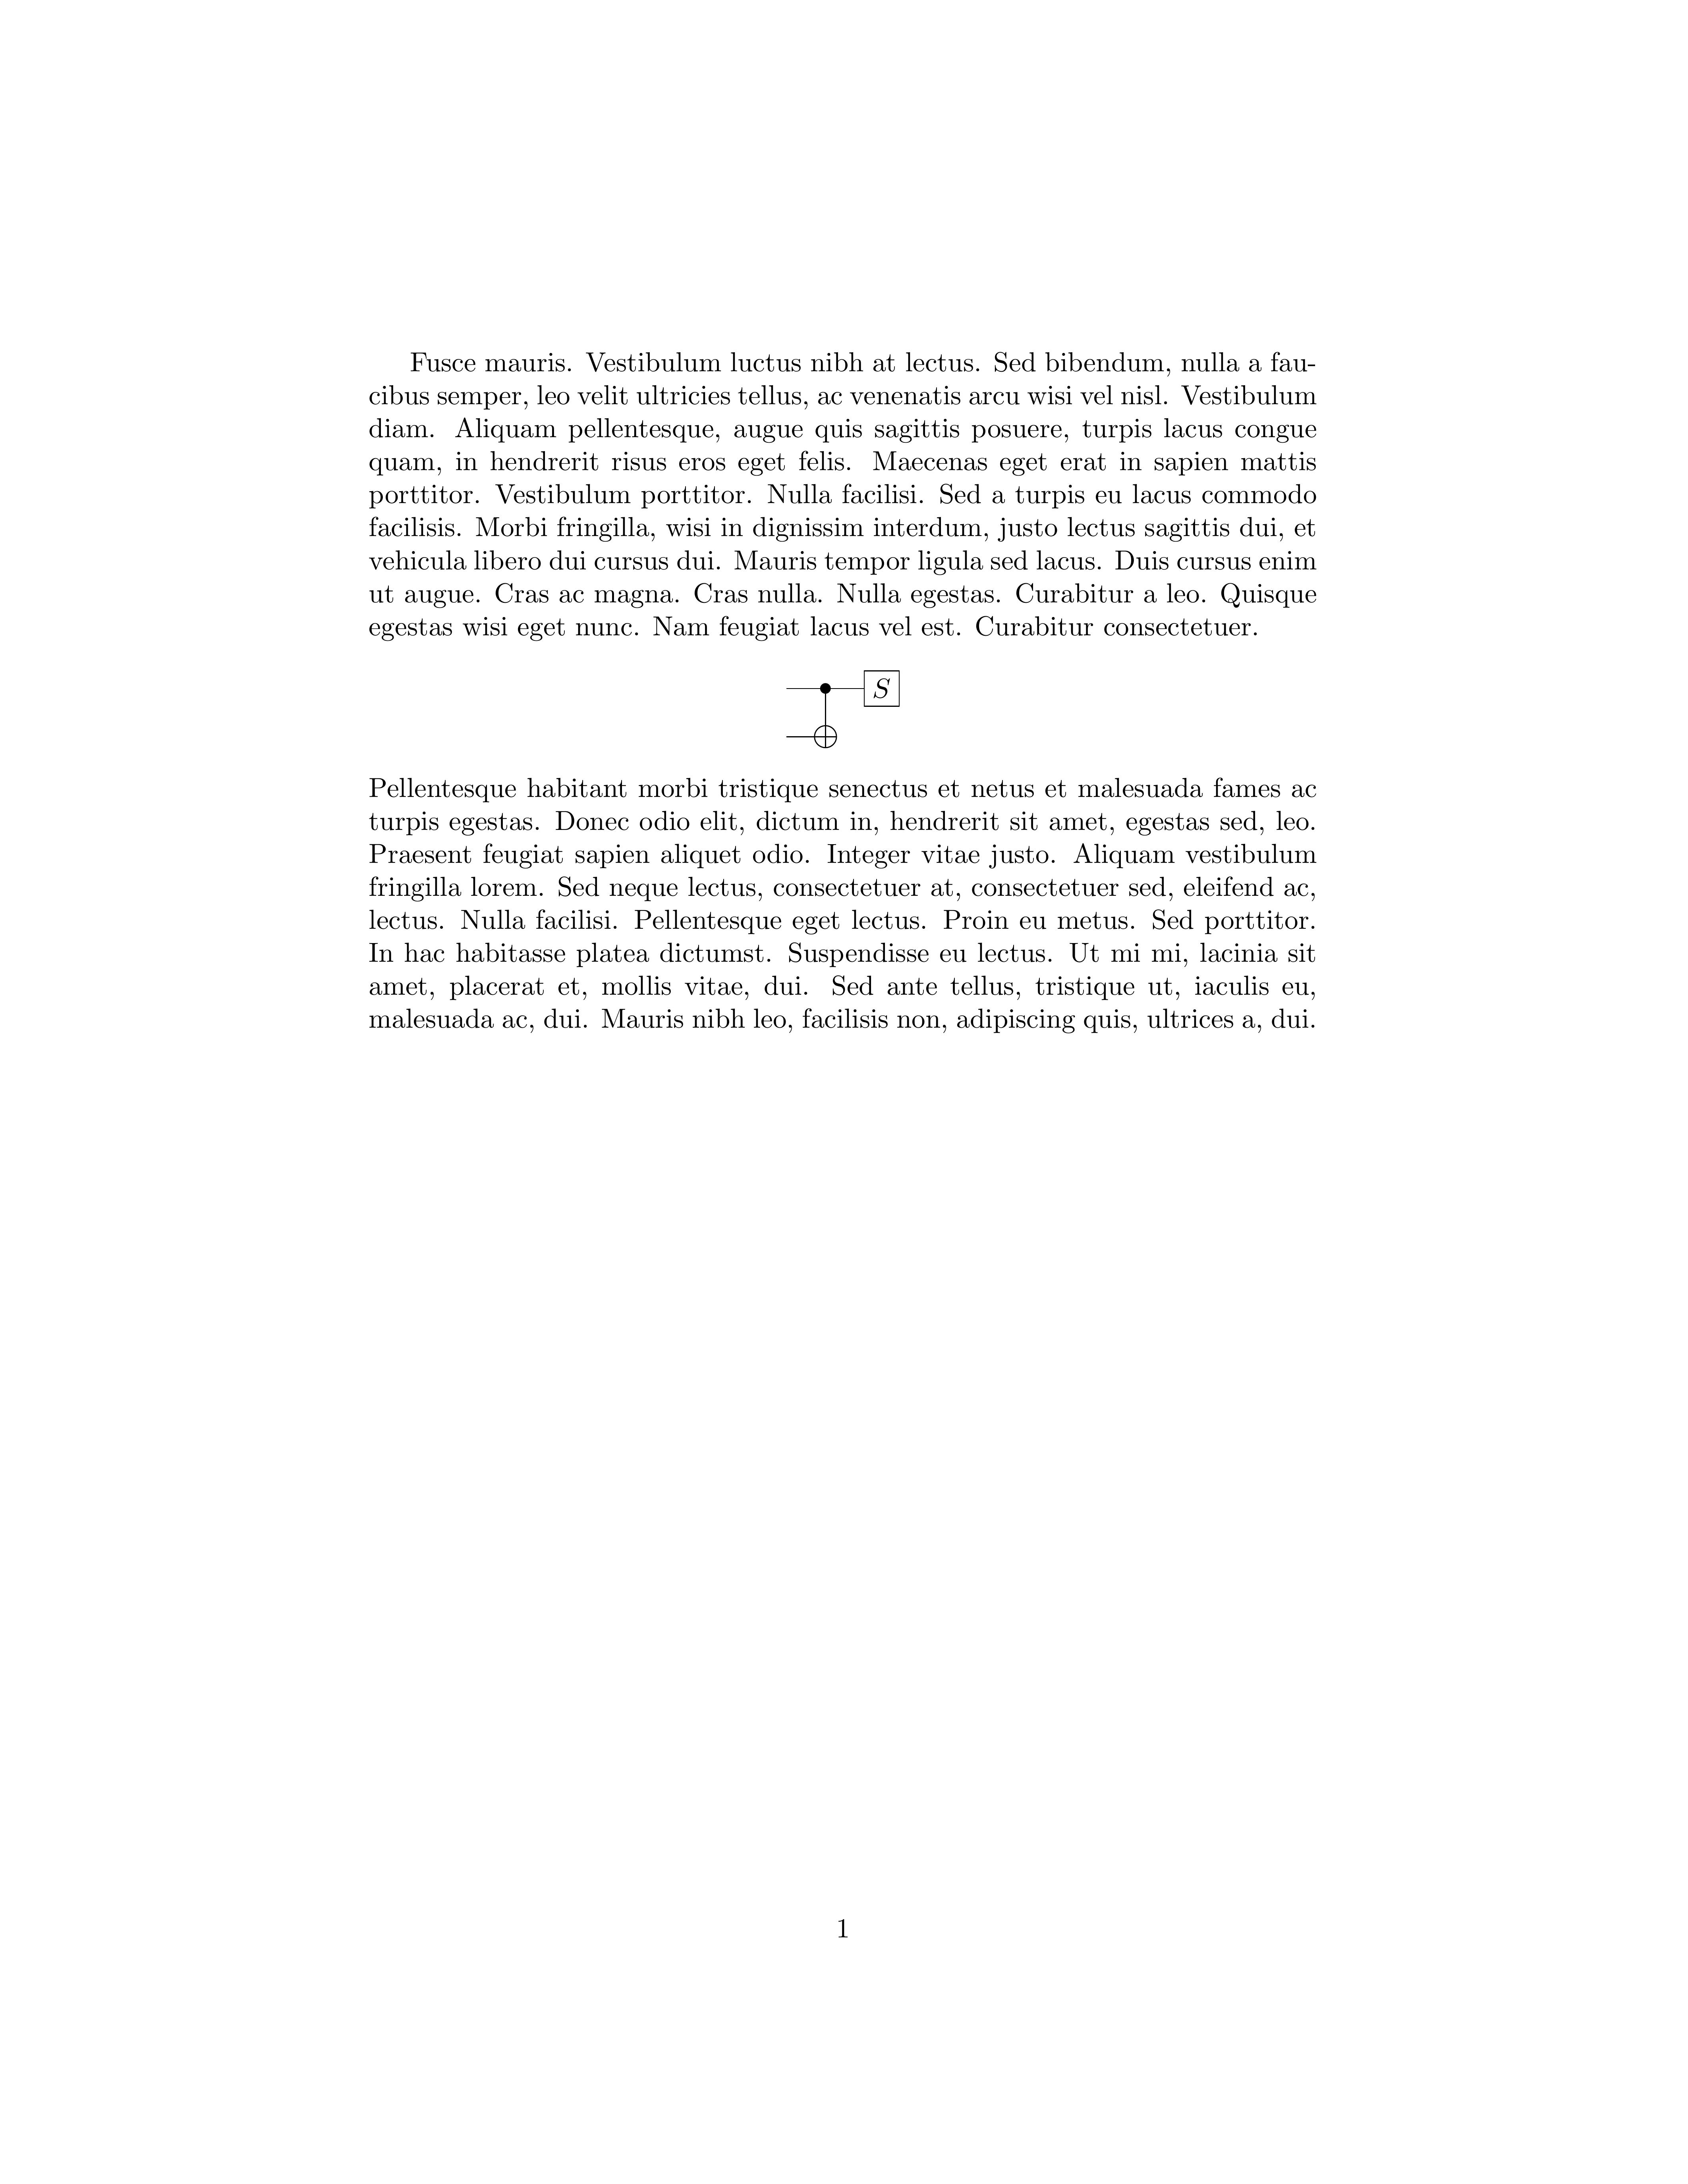 Fusce mauris. Vestibulum luctus nibh at lectus. Sed bibendum, nulla a fau-
cibus semper, leo velit ultricies tellus, ac venenatis arcu wisi vel nisl. Vestibulum
diam. Aliquam pellentesque, augue quis sagittis posuere, turpis lacus congue
quam, in hendrerit risus eros eget felis. Maecenas eget erat in sapien mattis
porttitor. Vestibulum porttitor. Nulla facilisi. Sed a turpis eu lacus commodo
facilisis. Morbi fringilla, wisi in dignissim interdum, justo lectus sagittis dui, et
vehicula libero dui cursus dui. Mauris tempor ligula sed lacus. Duis cursus enim
ut augue. Cras ac magna. Cras nulla. Nulla egestas. Curabitur a leo. Quisque
egestas wisi eget nunc. Nam feugiat lacus vel est. Curabitur consectetuer.
S
Pellentesque habitant morbi tristique senectus et netus et malesuada fames ac
turpis egestas. Donec odio elit, dictum in, hendrerit sit amet, egestas sed, leo.
Praesent feugiat sapien aliquet odio. Integer vitae justo. Aliquam vestibulum
fringilla lorem. Sed neque lectus, consectetuer at, consectetuer sed, eleifend ac,
lectus. Nulla facilisi. Pellentesque eget lectus. Proin eu metus. Sed porttitor.
In hac habitasse platea dictumst. Suspendisse eu lectus. Ut mi mi, lacinia sit
amet, placerat et, mollis vitae, dui. Sed ante tellus, tristique ut, iaculis eu,
malesuada ac, dui. Mauris nibh leo, facilisis non, adipiscing quis, ultrices a, dui.
1